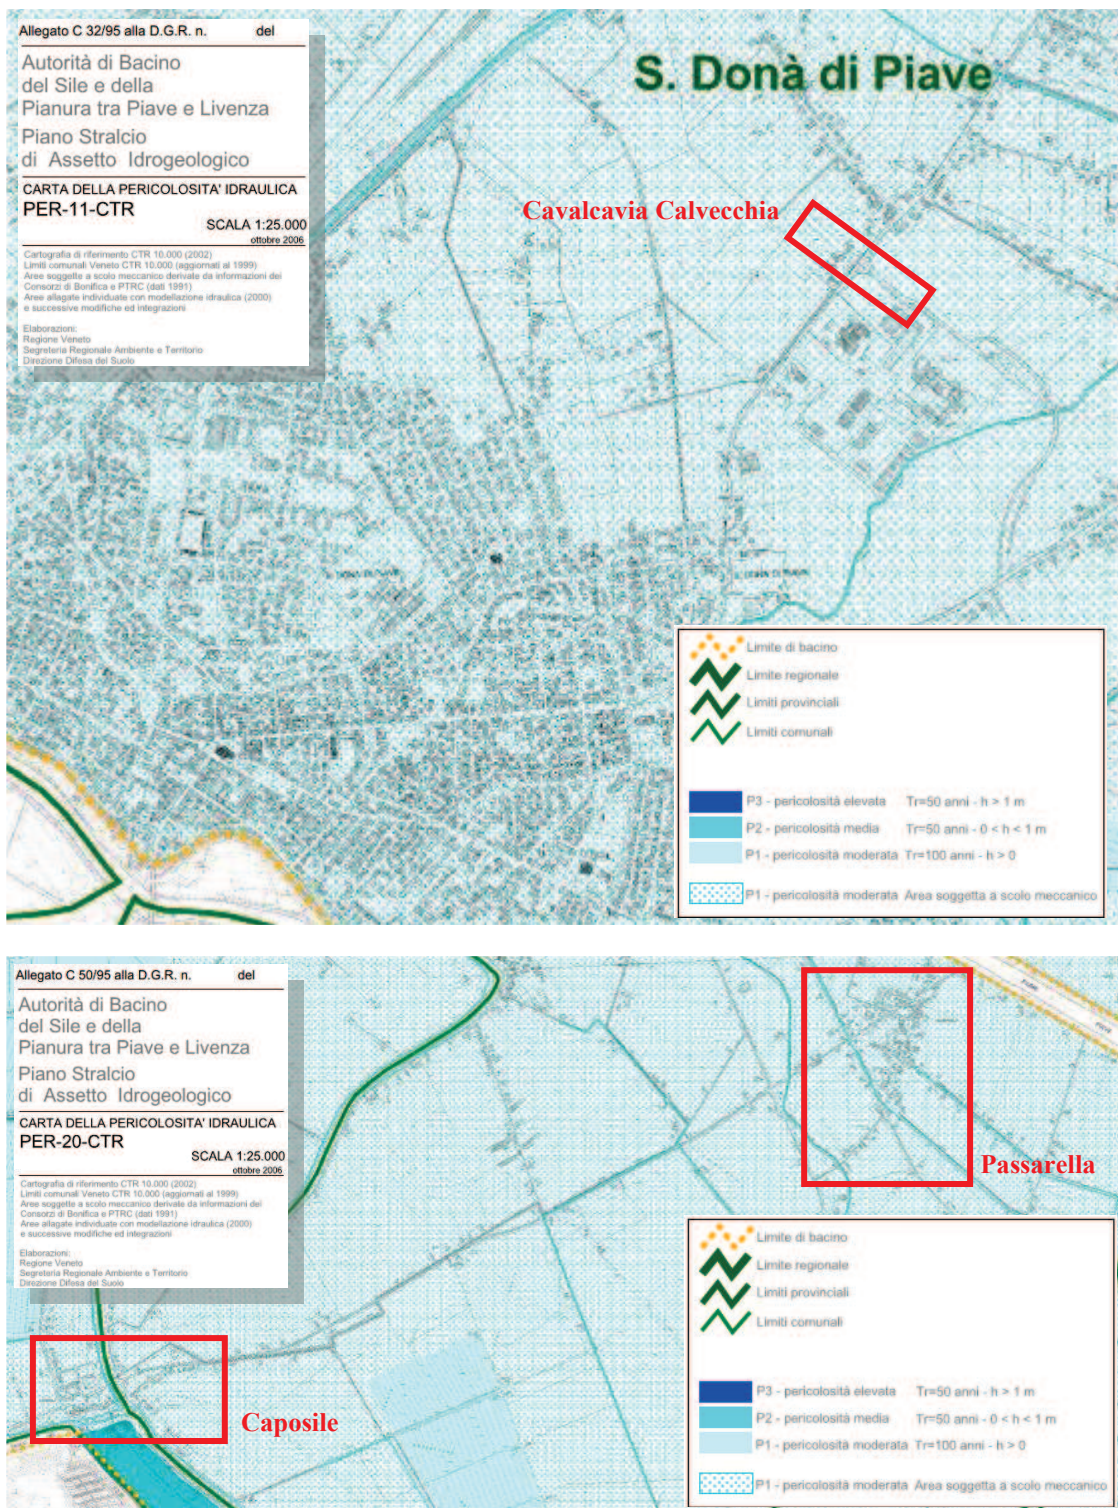 Allegato C 32/95 alla D.G.R. n. del
Autorità di Bacino
del Sile e della
Pianura tra Piave e Livenza
Piano Stralcio
di Assetto Idrogeologico
CARTA DELLA PERICOLOSITA' IDRAULICA
PER-11-CTR
SCALA 1:25.000
ottobre 2006
Cartografia di riferimento CTR 10.000 (2002)
Limiti comunali Veneto CTR 10.000 (aggiornati al 1999)
Aree soggette a scolo meccanico derivate da informazioni dei
Consorzi di Bonifica e PTRC (dati 1991)
Aree allagate individuate con modellazione idraulica (2000)
e successive modifiche ed integrazioni
Elaborazioni:
Regione Veneto
Segreteria Regionale Ambiente e Territorio
Direzione Difesa del Suolo
S. Donà di Piave
Cavalcavia Calvecchia
S. DONA DI PIAVE
Limite di bacino
Limite regionale
Limiti provinciali
Limiti comunali
P3 - pericolosità elevata Tr=50 anni - h > 1 m
P2 - pericolosità media Tr=50 anni - 0 < h < 1 m
P1 - pericolosità moderata Tr=100 anni - h > 0
P1 - pericolosità moderata Area soggetta a scolo meccanico
Allegato C 50/95 alla D.G.R. n. del
Autorità di Bacino
del Sile e della
Pianura tra Piave e Livenza
Piano Stralcio
di Assetto Idrogeologico
CARTA DELLA PERICOLOSITA' IDRAULICA
PER-20-CTR
SCALA 1:25.000
ottobre 2006
Cartografia di riferimento CTR 10.000 (2002)
Limiti comunali Veneto CTR 10.000 (aggiornati al 1999)
Aree soggette a scolo meccanico derivate da informazioni dei
Consorzi di Bonifica e PTRC (dati 1991)
Aree allagate individuate con modellazione idraulica (2000)
e successive modifiche ed integrazioni
Elaborazioni:
Regione Veneto
Segreteria Regionale Ambiente e Territorio
Direzione Difesa del Suolo
Passarella
Caposile
Limite di bacino
Limite regionale
Limiti provinciali
Limiti comunali
P3 - pericolosità elevata Tr=50 anni - h > 1 m
P2 - pericolosità media Tr=50 anni - 0 < h < 1 m
P1 - pericolosità moderata Tr=100 anni - h > 0
P1 - pericolosità moderata Area soggetta a scolo meccanico